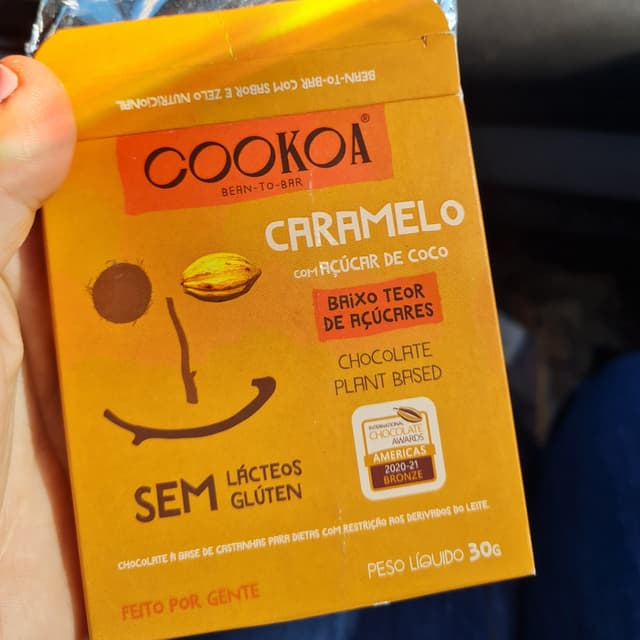 BEAN-TO-BAR COM SABOR E ZELO NUTRICIONAL
COOKOA®
BEAN-TO-BAR
CARAMELO
COM AÇÚCAR DE COCO
BAIXO TEOR
DE AÇÚCARES
CHOCOLATE
PLANT BASED
INTERNATIONAL
CHOCOLATE
AWARDS
AMERICAS
2020-21
BRONZE
SEM LÁCTEOS
GLÚTEN
CHOCOLATE À BASE DE CASTANHAS PARA DIETAS COM RESTRIÇÃO AOS DERIVADOS DO LEITE.
PESO LÍQUIDO 30G
FEITO POR GENTE